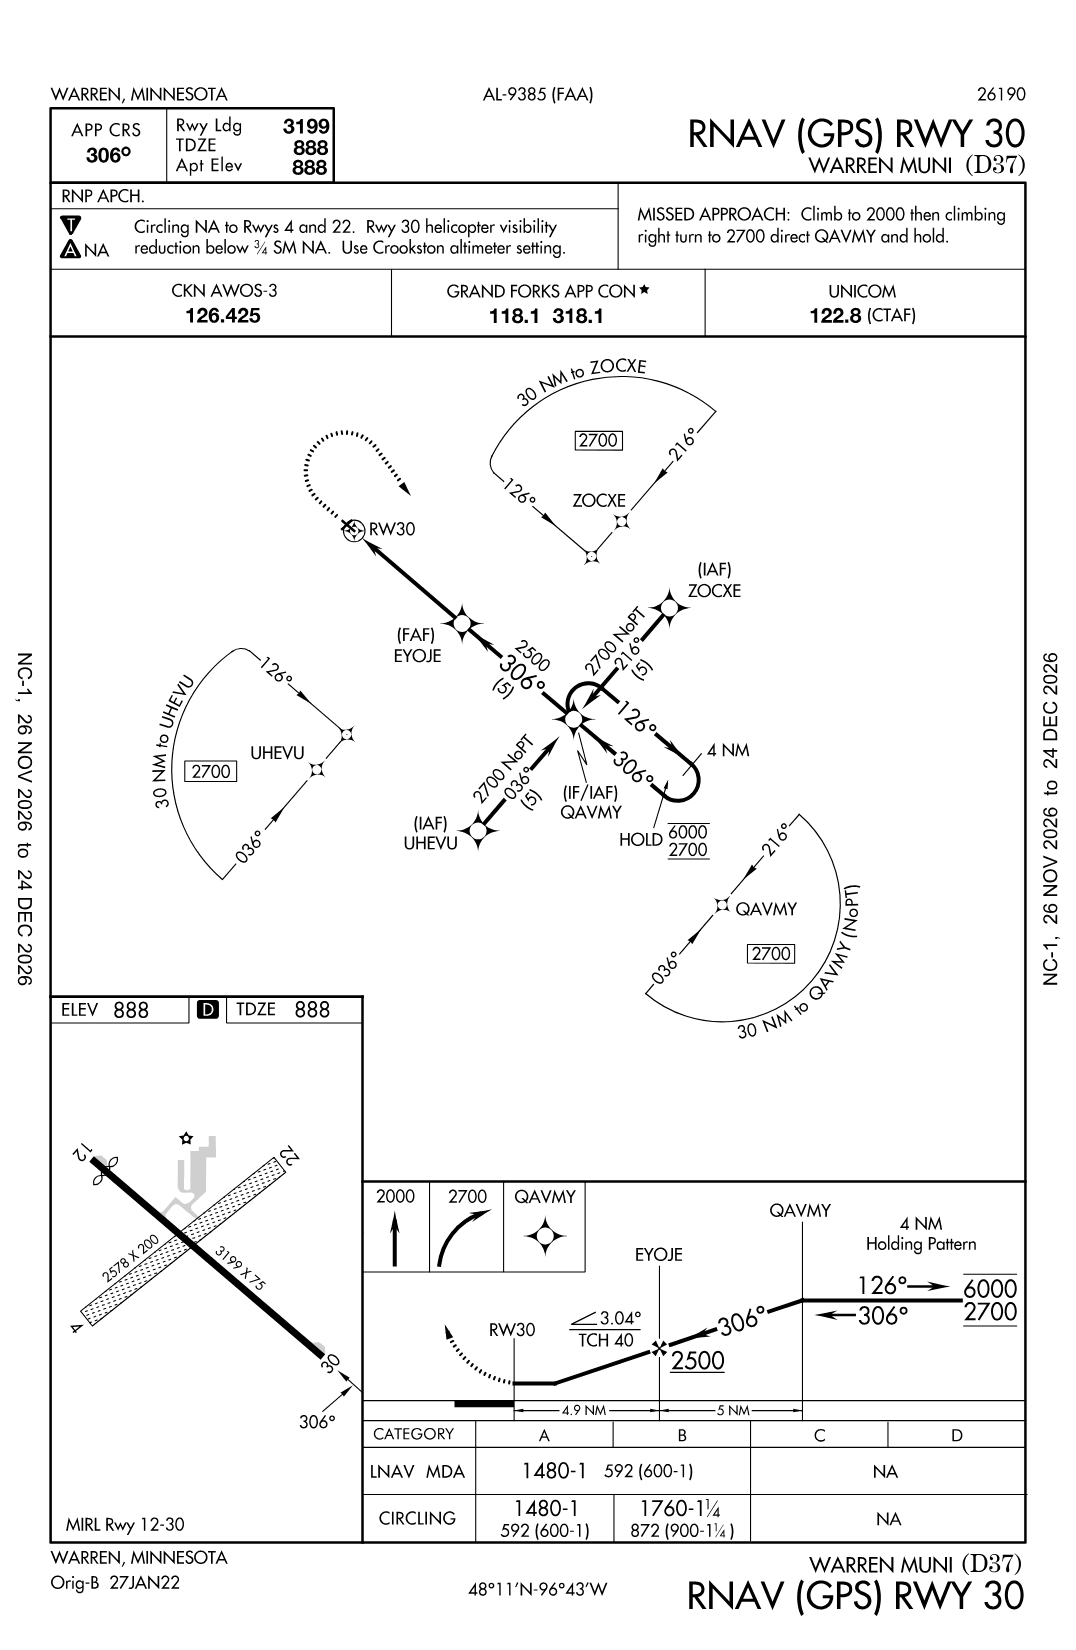 WARREN, MINNESOTA
AL-9385 (FAA)
26190
APP CRS
306°
Rwy Ldg 3199
TDZE 888
Apt Elev 888
RNAV (GPS) RWY 30
WARREN MUNI (D37)
RNP APCH.
T
A NA
Circling NA to Rwys 4 and 22. Rwy 30 helicopter visibility
reduction below ¾ SM NA. Use Crookston altimeter setting.
MISSED APPROACH: Climb to 2000 then climbing
right turn to 2700 direct QAVMY and hold.
CKN AWOS-3
126.425
GRAND FORKS APP CON★
118.1 318.1
UNICOM
122.8 (CTAF)
30 NM to ZOCXE
2700
216°
126°
ZOCXE
RW30
(IAF)
ZOCXE
(FAF)
EYOJE
2700 NoPT
216°
(5)
2500
306°
(5)
126°
306°
4 NM
2700 NoPT
036°
(5)
(IF/IAF)
QAVMY
(IAF)
UHEVU
HOLD 6000
2700
30 NM to UHEVU
126°
UHEVU
2700
036°
216°
QAVMY
2700
036°
30 NM to QAVMY (NoPT)
NC-1, 26 NOV 2026 to 24 DEC 2026
NC-1, 26 NOV 2026 to 24 DEC 2026
ELEV 888
D
TDZE 888
12
22
2578 X 200
3199 X 75
4
30
306°
MIRL Rwy 12-30
2000
2700
QAVMY
QAVMY
4 NM
Holding Pattern
EYOJE
126°
6000
306°
2700
306°
RW30
3.04°
TCH 40
2500
4.9 NM
5 NM
CATEGORY A B C D
LNAV MDA 1480-1 592 (600-1) NA
CIRCLING 1480-1 592 (600-1) 1760-1¼ 872 (900-1¼) NA
WARREN, MINNESOTA
Orig-B 27JAN22
48°11'N-96°43'W
WARREN MUNI (D37)
RNAV (GPS) RWY 30